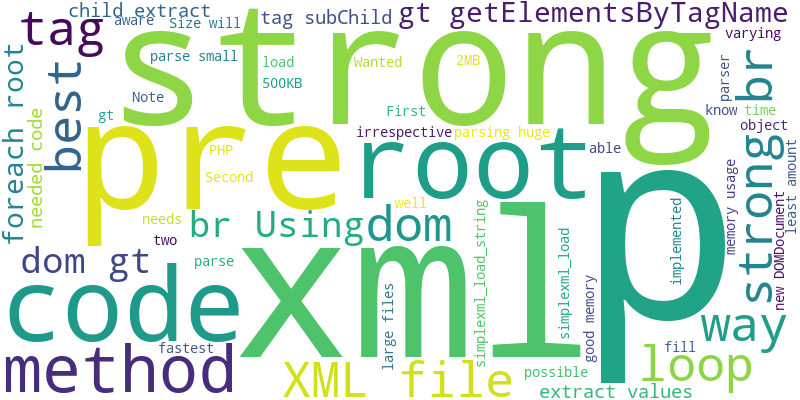 child extract
aware
Size will
tag subChild
gt getElementsByTagName
tag
strong
varying
parse small
load
Wanted
2MB
500KB
parser
br
best
foreach root
needed code
Note
First
know
time
gt
pre
irrespective
parsing huge
object
PHP
root
able
strong
Second
memory usage
least amount
needs
br Using
dom
well
xml
p
two
implemented
new DOMDocument
dom gt
parse
simplexml_load_string
simplexml_load
code
large files
good memory
way
method
fastest
XML file
possible
loop
fill
extract values